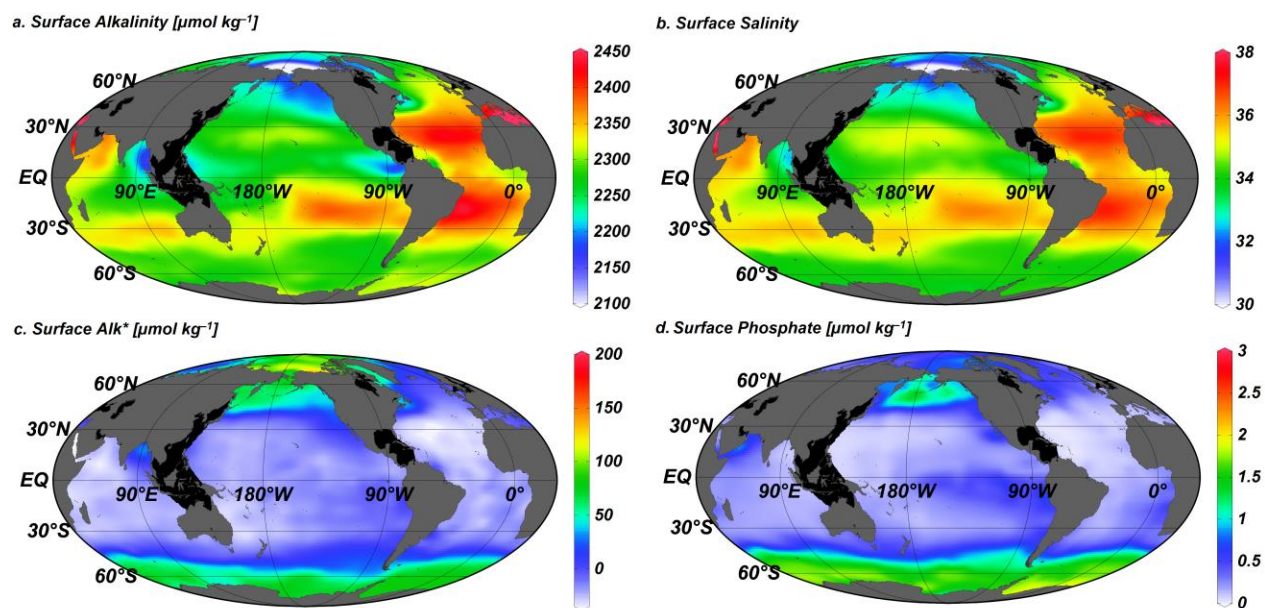 a. Surface Alkalinity [µmol kg⁻¹]
60°N
30°N
EQ
30°S
60°S
90°E
180°W
90°W
0°
2450
2400
2350
2300
2250
2200
2150
2100
b. Surface Salinity
60°N
30°N
EQ
30°S
60°S
90°E
180°W
90°W
0°
38
36
34
32
30
c. Surface Alk* [µmol kg⁻¹]
60°N
30°N
EQ
30°S
60°S
90°E
180°W
90°W
0°
200
150
100
50
0
d. Surface Phosphate [µmol kg⁻¹]
60°N
30°N
EQ
30°S
60°S
90°E
180°W
90°W
0°
3
2.5
2
1.5
1
0.5
0